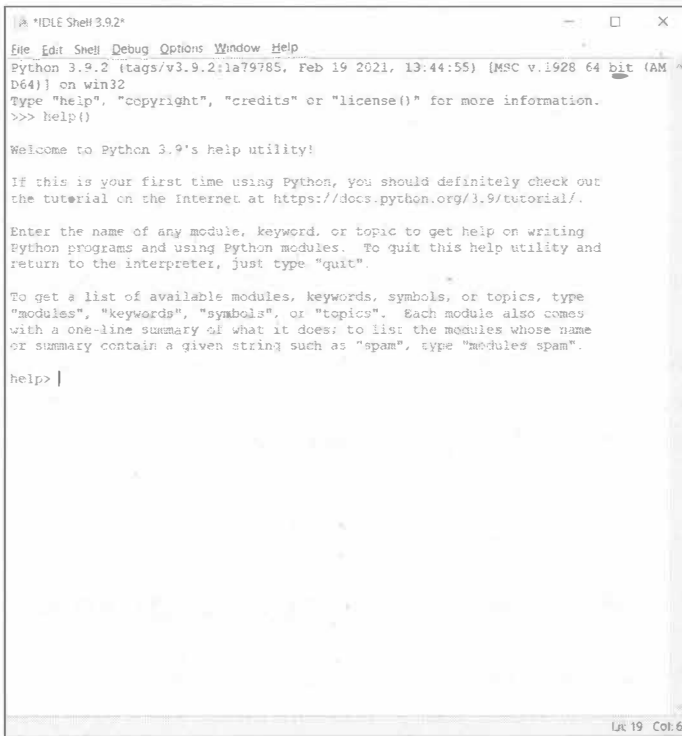 *IDLE Shell 3.9.2*
File Edit Shell Debug Options Window Help
Python 3.9.2 (tags/v3.9.2:1a79785, Feb 19 2021, 13:44:55) [MSC v.1928 64 bit (AM
D64)] on win32
Type "help", "copyright", "credits" or "license()" for more information.
>>> help()
Welcome to Python 3.9's help utility!
If this is your first time using Python, you should definitely check out
the tutorial on the Internet at https://docs.python.org/3.9/tutorial/.
Enter the name of any module, keyword, or topic to get help on writing
Python programs and using Python modules.  To quit this help utility and
return to the interpreter, just type "quit".
To get a list of available modules, keywords, symbols, or topics, type
"modules", "keywords", "symbols", or "topics".  Each module also comes
with a one-line summary of what it does; to list the modules whose name
or summary contain a given string such as "spam", type "modules spam".
help>
Ln: 19 Col: 6